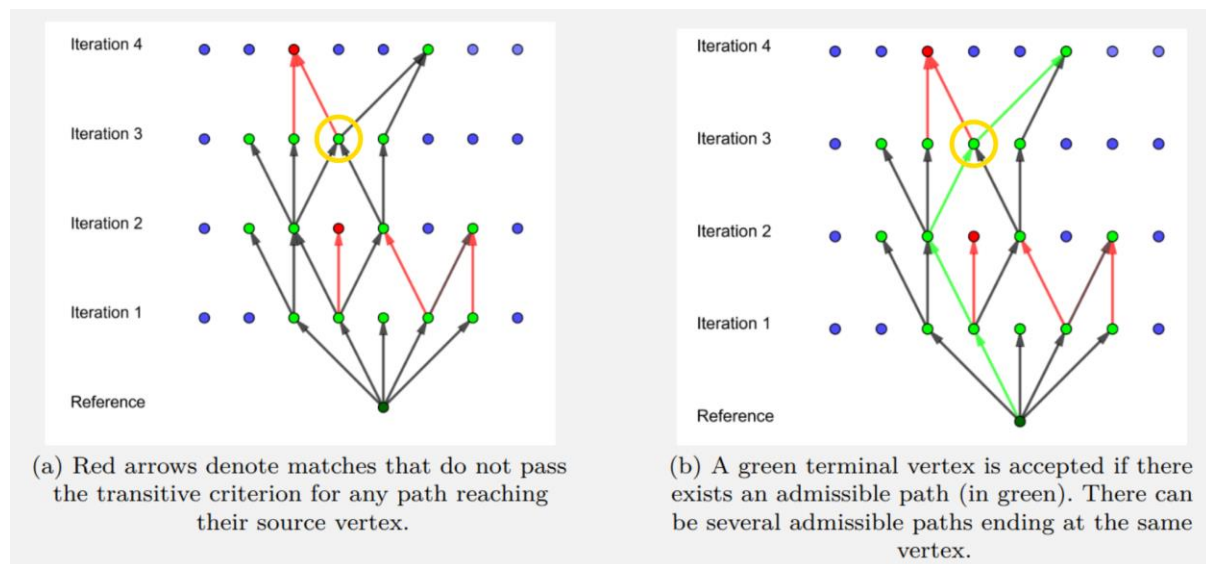 Iteration 4
Iteration 3
Iteration 2
Iteration 1
Reference
(a) Red arrows denote matches that do not pass
the transitive criterion for any path reaching
their source vertex.
Iteration 4
Iteration 3
Iteration 2
Iteration 1
Reference
(b) A green terminal vertex is accepted if there
exists an admissible path (in green). There can
be several admissible paths ending at the same
vertex.